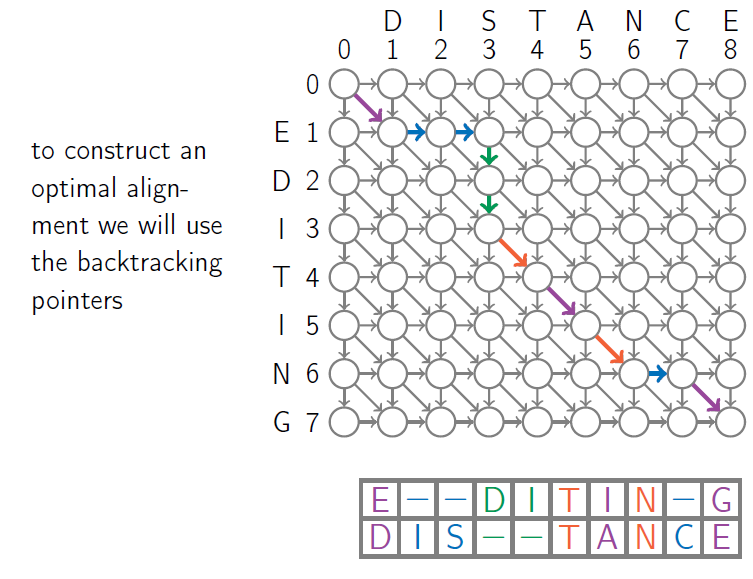 D I S T A N C E
0 1 2 3 4 5 6 7 8
0
E 1
D 2
I 3
T 4
I 5
N 6
G 7
to construct an
optimal align-
ment we will use
the backtracking
pointers
E – – D I T I N – G
D I S – – T A N C E